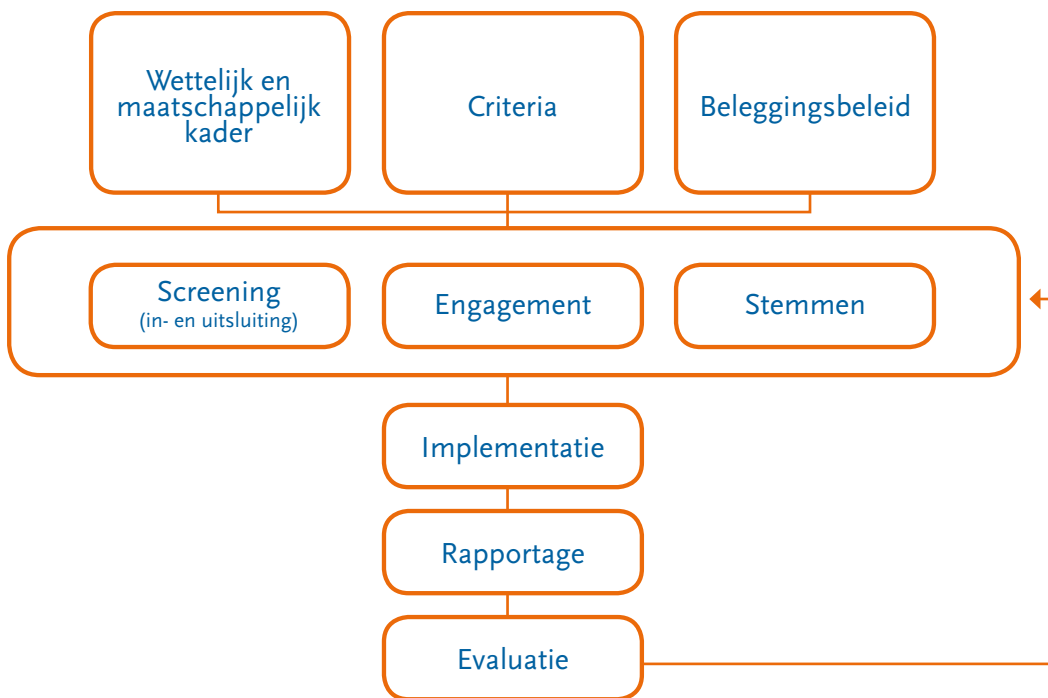 Wettelijk en
maatschappelijk
kader
Criteria
Beleggingsbeleid
Screening
(in- en uitsluiting)
Engagement
Stemmen
Implementatie
Rapportage
Evaluatie